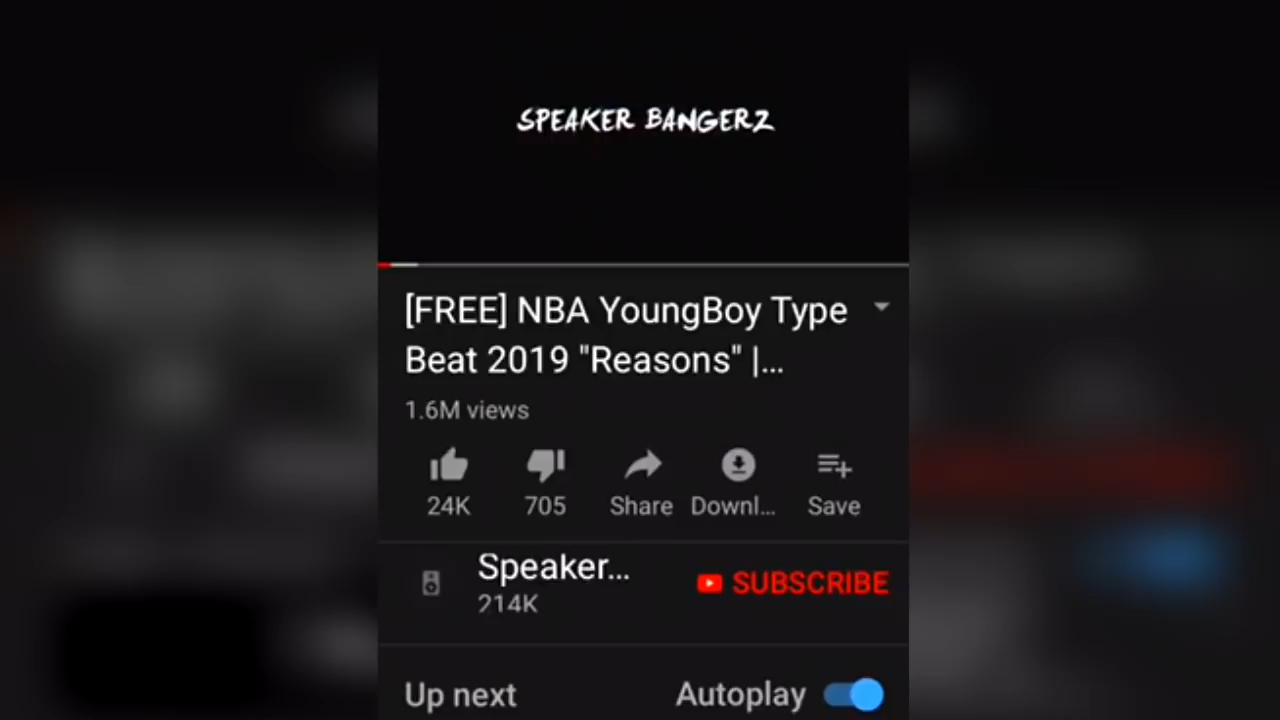 SPEAKER BANGERZ
[FREE] NBA YoungBoy Type
Beat 2019 "Reasons" |...
1.6M views
24K 705 Share Downl... Save
Speaker... SUBSCRIBE
214K
Up next Autoplay